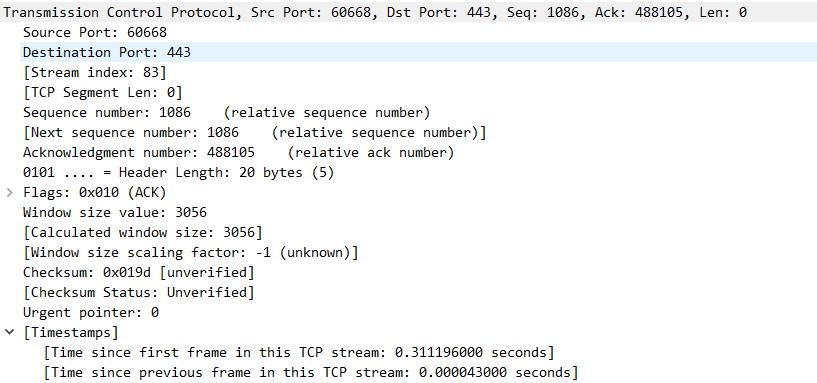 Transmission Control Protocol, Src Port: 60668, Dst Port: 443, Seq: 1086, Ack: 488105, Len: 0
Source Port: 60668
Destination Port: 443
[Stream index: 83]
[TCP Segment Len: 0]
Sequence number: 1086    (relative sequence number)
[Next sequence number: 1086    (relative sequence number)]
Acknowledgment number: 488105    (relative ack number)
0101 .... = Header Length: 20 bytes (5)
Flags: 0x010 (ACK)
Window size value: 3056
[Calculated window size: 3056]
[Window size scaling factor: -1 (unknown)]
Checksum: 0x019d [unverified]
[Checksum Status: Unverified]
Urgent pointer: 0
[Timestamps]
[Time since first frame in this TCP stream: 0.311196000 seconds]
[Time since previous frame in this TCP stream: 0.000043000 seconds]